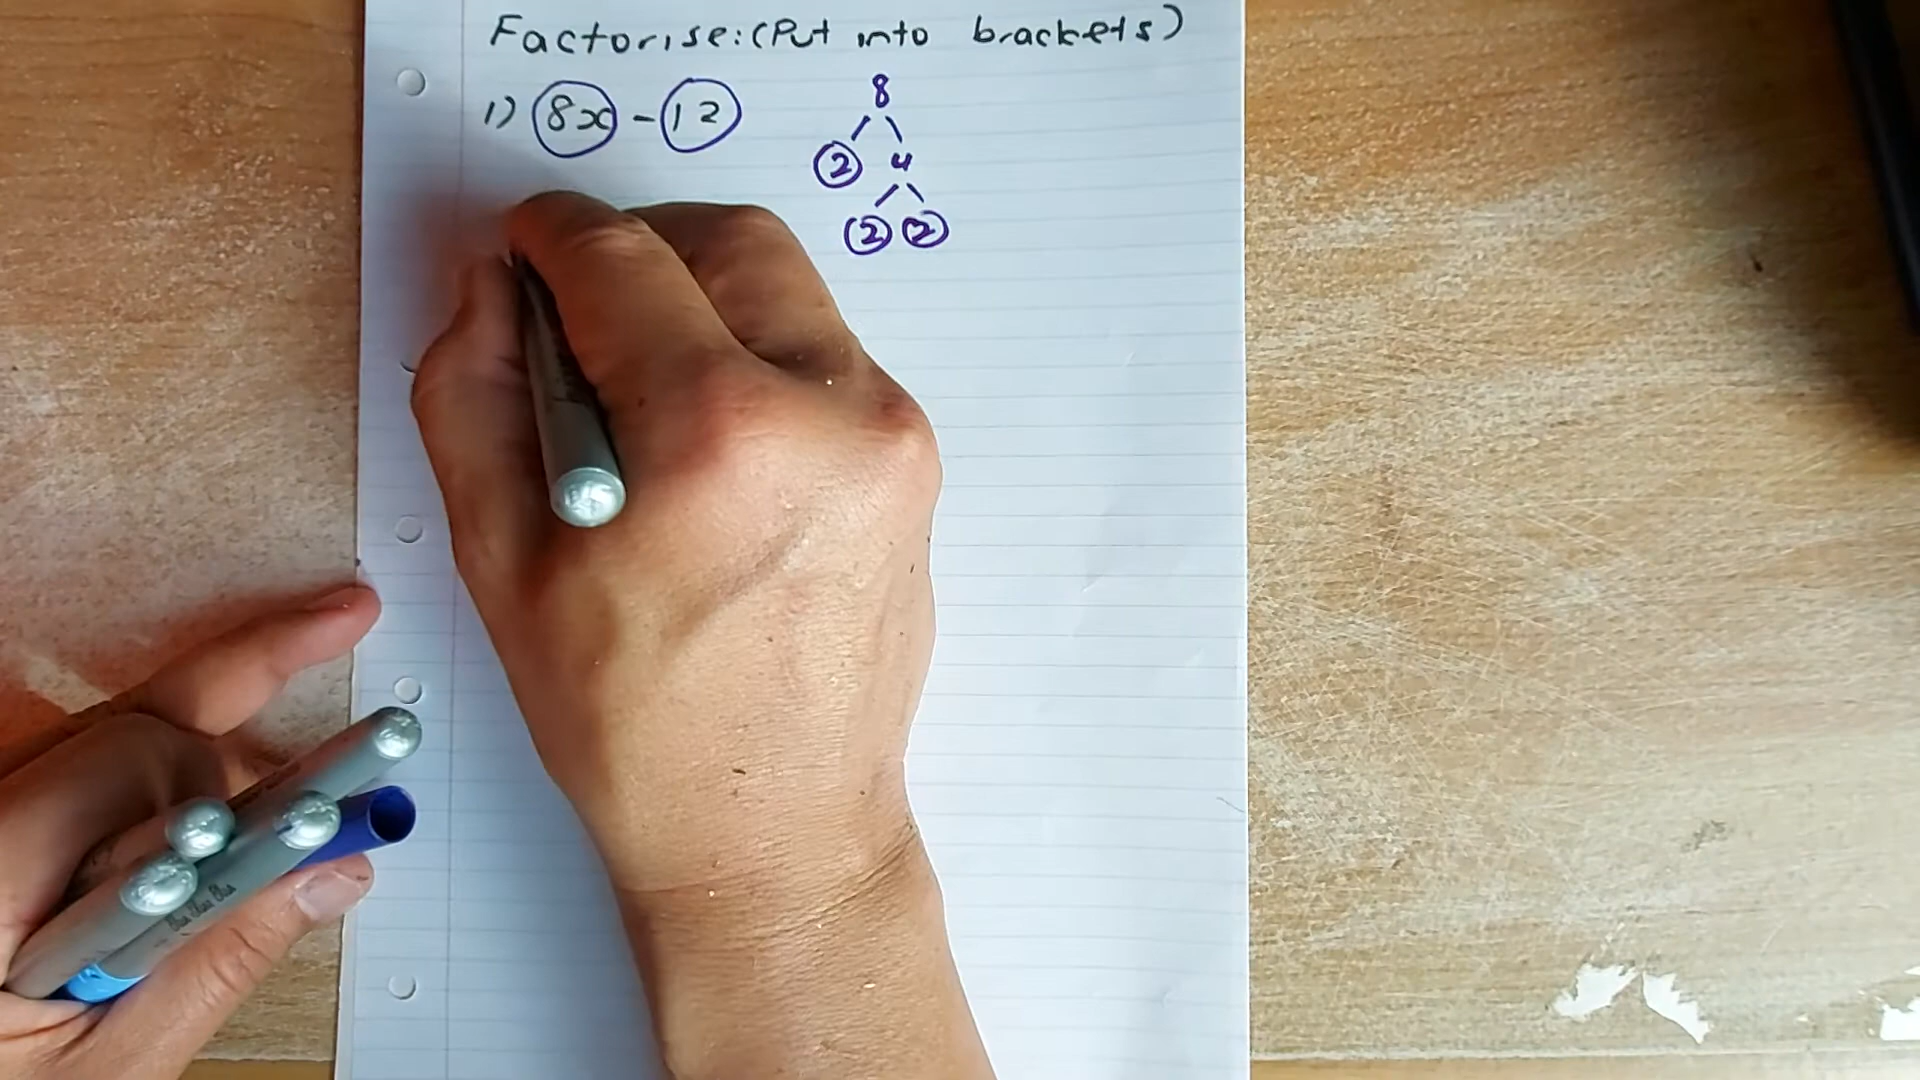 Factorise: (Put into brackets)
1) 8x - 12
8
2 4
2 2